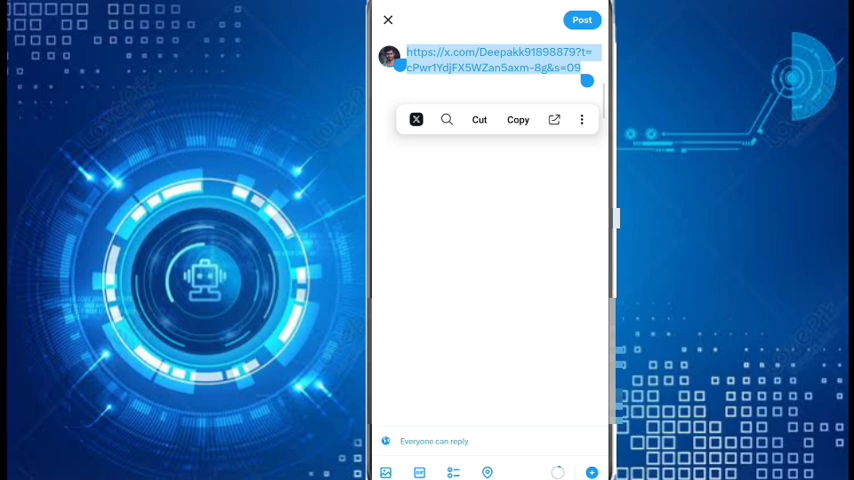 Post
https://x.com/Deepakk91898879?t=
cPwr1YdjFX5WZan5axm-8g&s=09
Cut
Copy
Everyone can reply